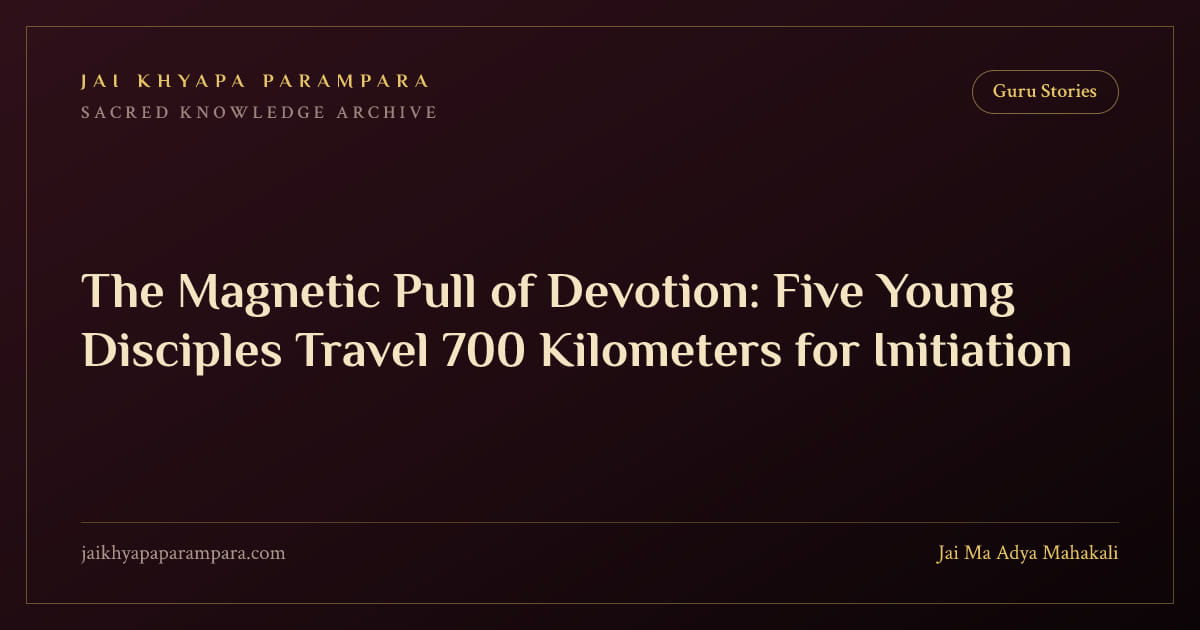 JAI KHYAPA PARAMPARA
SACRED KNOWLEDGE ARCHIVE
Guru Stories
The Magnetic Pull of Devotion: Five Young
Disciples Travel 700 Kilometers for Initiation
jaikhyapaparampara.com
Jai Ma Adya Mahakali